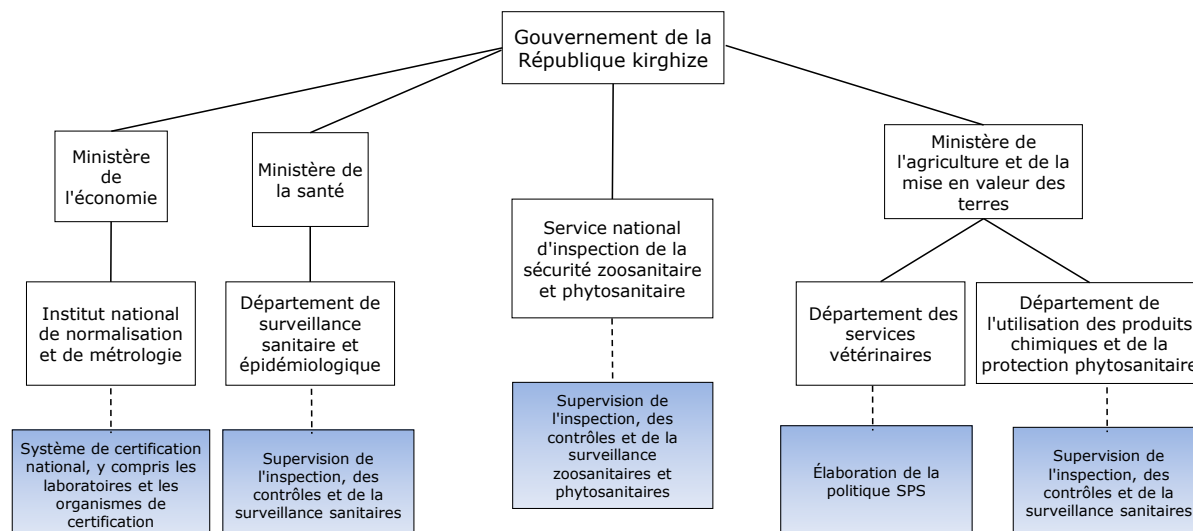 Gouvernement de la
République kirghize
Ministère
de
l'économie
Ministère de
la santé
Service national
d'inspection de la
sécurité zoosanitaire
et phytosanitaire
Ministère de
l'agriculture et de la
mise en valeur des
terres
Institut national
de normalisation
et de métrologie
Département de
surveillance
sanitaire et
épidémiologique
Département des
services
vétérinaires
Département de
l'utilisation des produits
chimiques et de la
protection phytosanitaire
Système de certification
national, y compris les
laboratoires et les
organismes de
certification
Supervision de
l'inspection, des
contrôles et de la
surveillance sanitaires
Supervision de
l'inspection, des
contrôles et de la
surveillance
zoosanitaires et
phytosanitaires
Élaboration de la
politique SPS
Supervision de
l'inspection, des
contrôles et de la
surveillance sanitaires